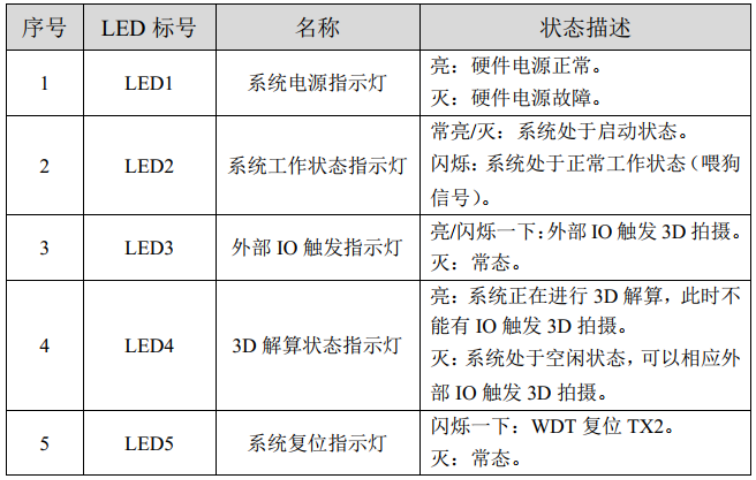 序号 LED 标号 名称 状态描述
1 LED1 系统电源指示灯 亮：硬件电源正常。
灭：硬件电源故障。
2 LED2 系统工作状态指示灯 常亮/灭：系统处于启动状态。
闪烁：系统处于正常工作状态（喂狗
信号）。
3 LED3 外部 IO 触发指示灯 亮/闪烁一下：外部 IO 触发 3D 拍摄。
灭：常态。
4 LED4 3D 解算状态指示灯 亮：系统正在进行 3D 解算，此时不
能有 IO 触发 3D 拍摄。
灭：系统处于空闲状态，可以相应外
部 IO 触发 3D 拍摄。
5 LED5 系统复位指示灯 闪烁一下：WDT 复位 TX2。
灭：常态。